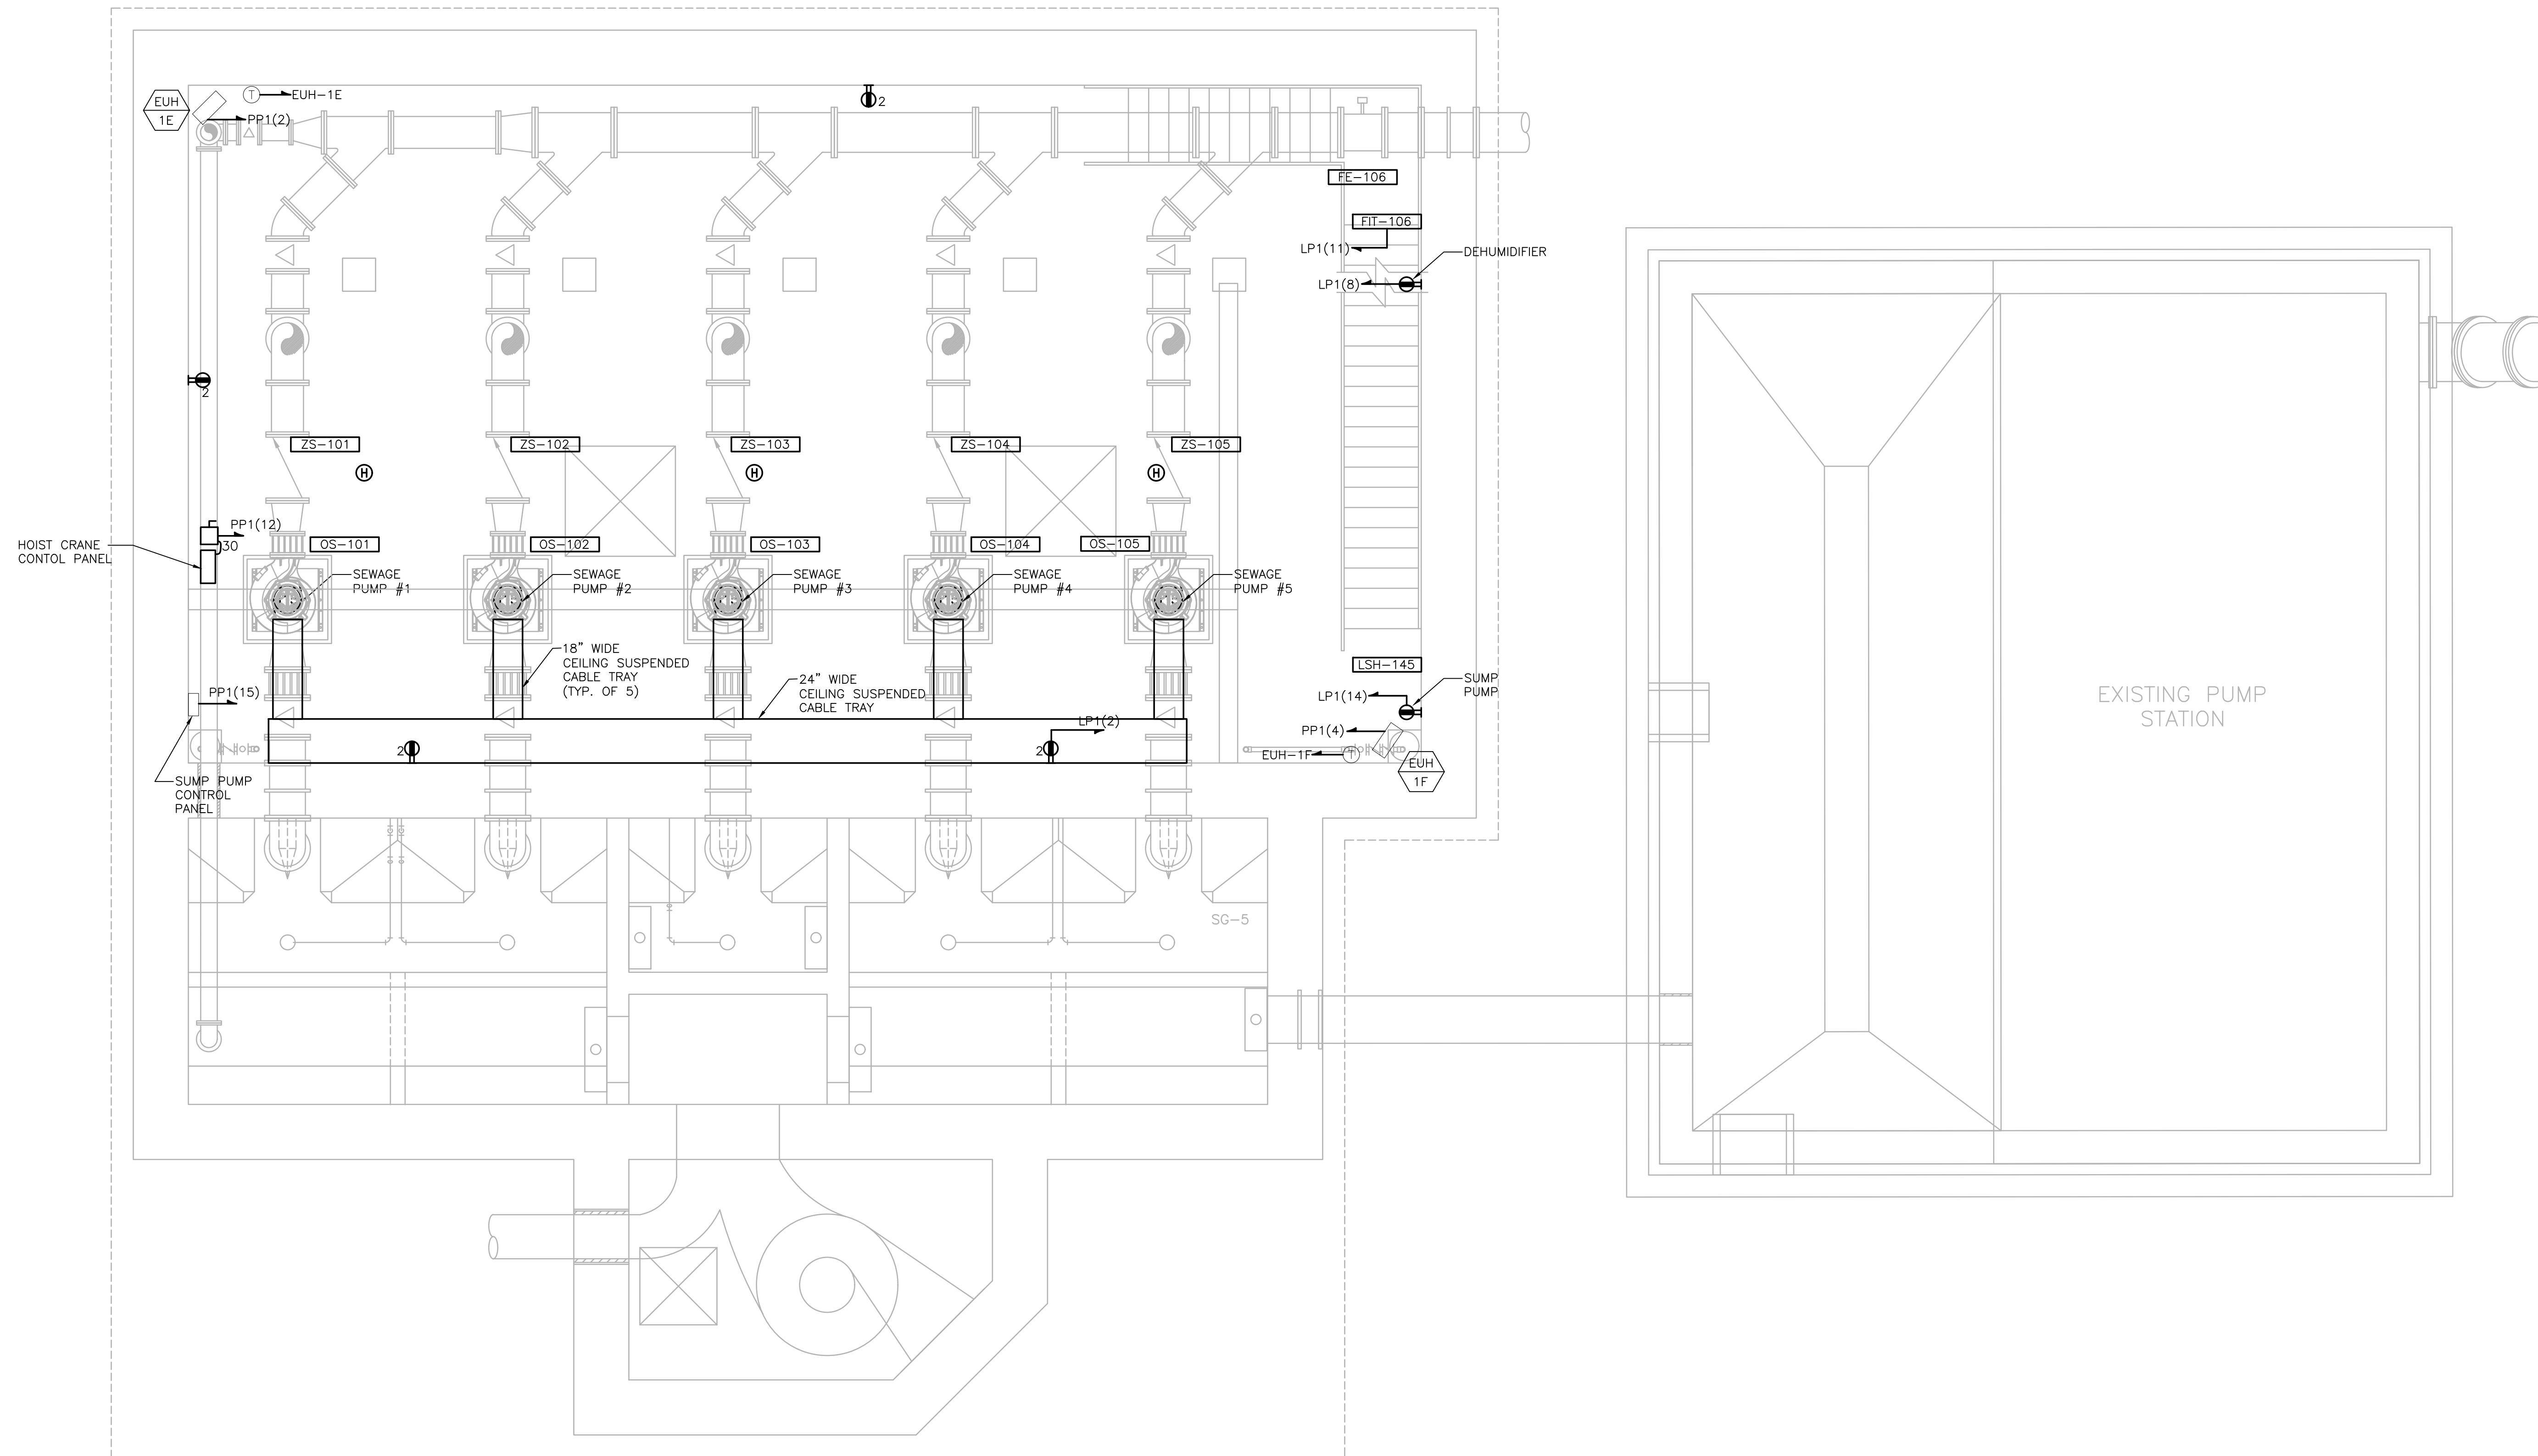 EUH
1E
T
EUH-1E
PP1(2)
2
FE-106
FIT-106
LP1(11)
DEHUMIDIFIER
LP1(8)
2
ZS-101
ZS-102
ZS-103
ZS-104
ZS-105
H
H
H
PP1(12)
30
HOIST CRANE
CONTOL PANEL
OS-101
OS-102
OS-103
OS-104
OS-105
SEWAGE
PUMP #1
SEWAGE
PUMP #2
SEWAGE
PUMP #3
SEWAGE
PUMP #4
SEWAGE
PUMP #5
18" WIDE
CEILING SUSPENDED
CABLE TRAY
(TYP. OF 5)
24" WIDE
CEILING SUSPENDED
CABLE TRAY
LSH-145
SUMP
PUMP
LP1(14)
PP1(15)
LP1(2)
PP1(4)
2
2
EUH-1F
T
EUH
1F
SUMP PUMP
CONTROL
PANEL
EXISTING PUMP
STATION
SG-5